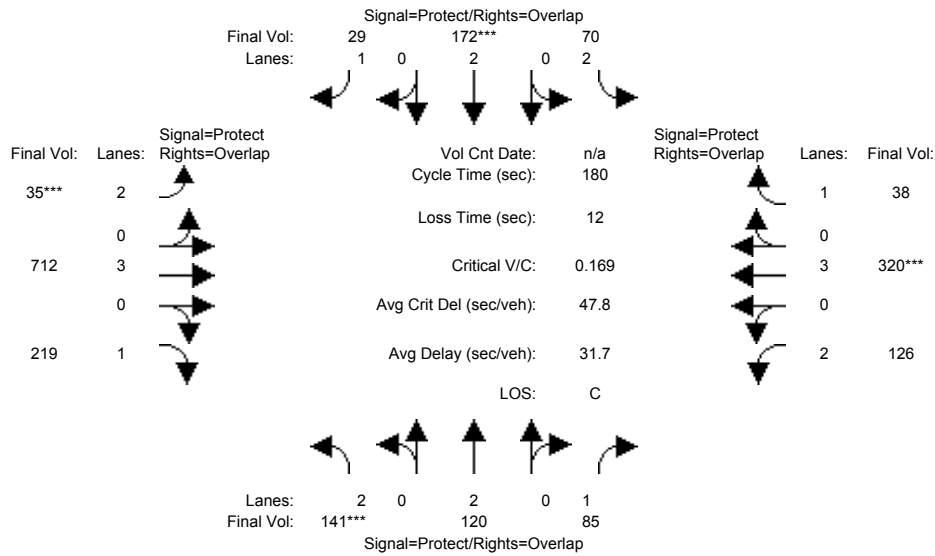 Signal=Protect/Rights=Overlap
Final Vol: 29 172*** 70
Lanes: 1 0 2 0 2
Signal=Protect
Final Vol: Lanes: Rights=Overlap
Vol Cnt Date: n/a
Signal=Protect
Rights=Overlap Lanes: Final Vol:
Cycle Time (sec): 180
35*** 2
1 38
Loss Time (sec): 12
0
0
712 3
Critical V/C: 0.169
3 320***
0
Avg Crit Del (sec/veh): 47.8
0
219 1
Avg Delay (sec/veh): 31.7
2 126
LOS: C
Lanes: 2 0 2 0 1
Final Vol: 141*** 120 85
Signal=Protect/Rights=Overlap